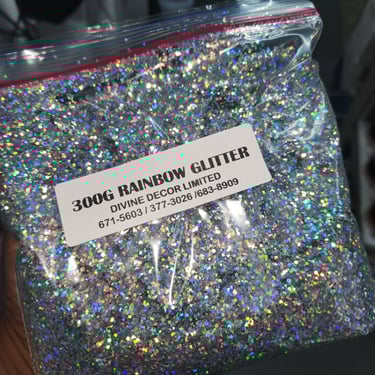 300G RAINBOW GLITTER
DIVINE DECOR LIMITED
671-5603 / 377-3026 /683-8909